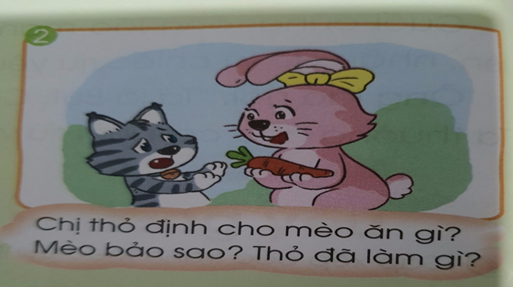 2
Chị thỏ định cho mèo ăn gì?
Mèo bảo sao? Thỏ đã làm gì?